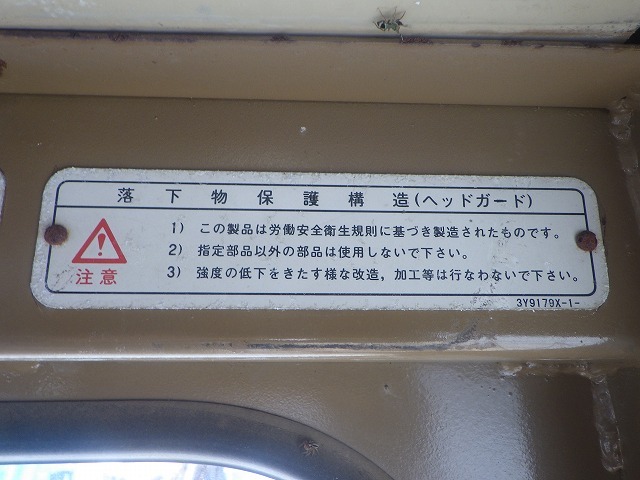 落下物保護構造(ヘッドガード)
注意
1) この製品は労働安全衛生規則に基づき製造されたものです。
2) 指定部品以外の部品は使用しないで下さい。
3) 強度の低下をきたす様な改造，加工等は行なわないで下さい。
3Y9179X-1-